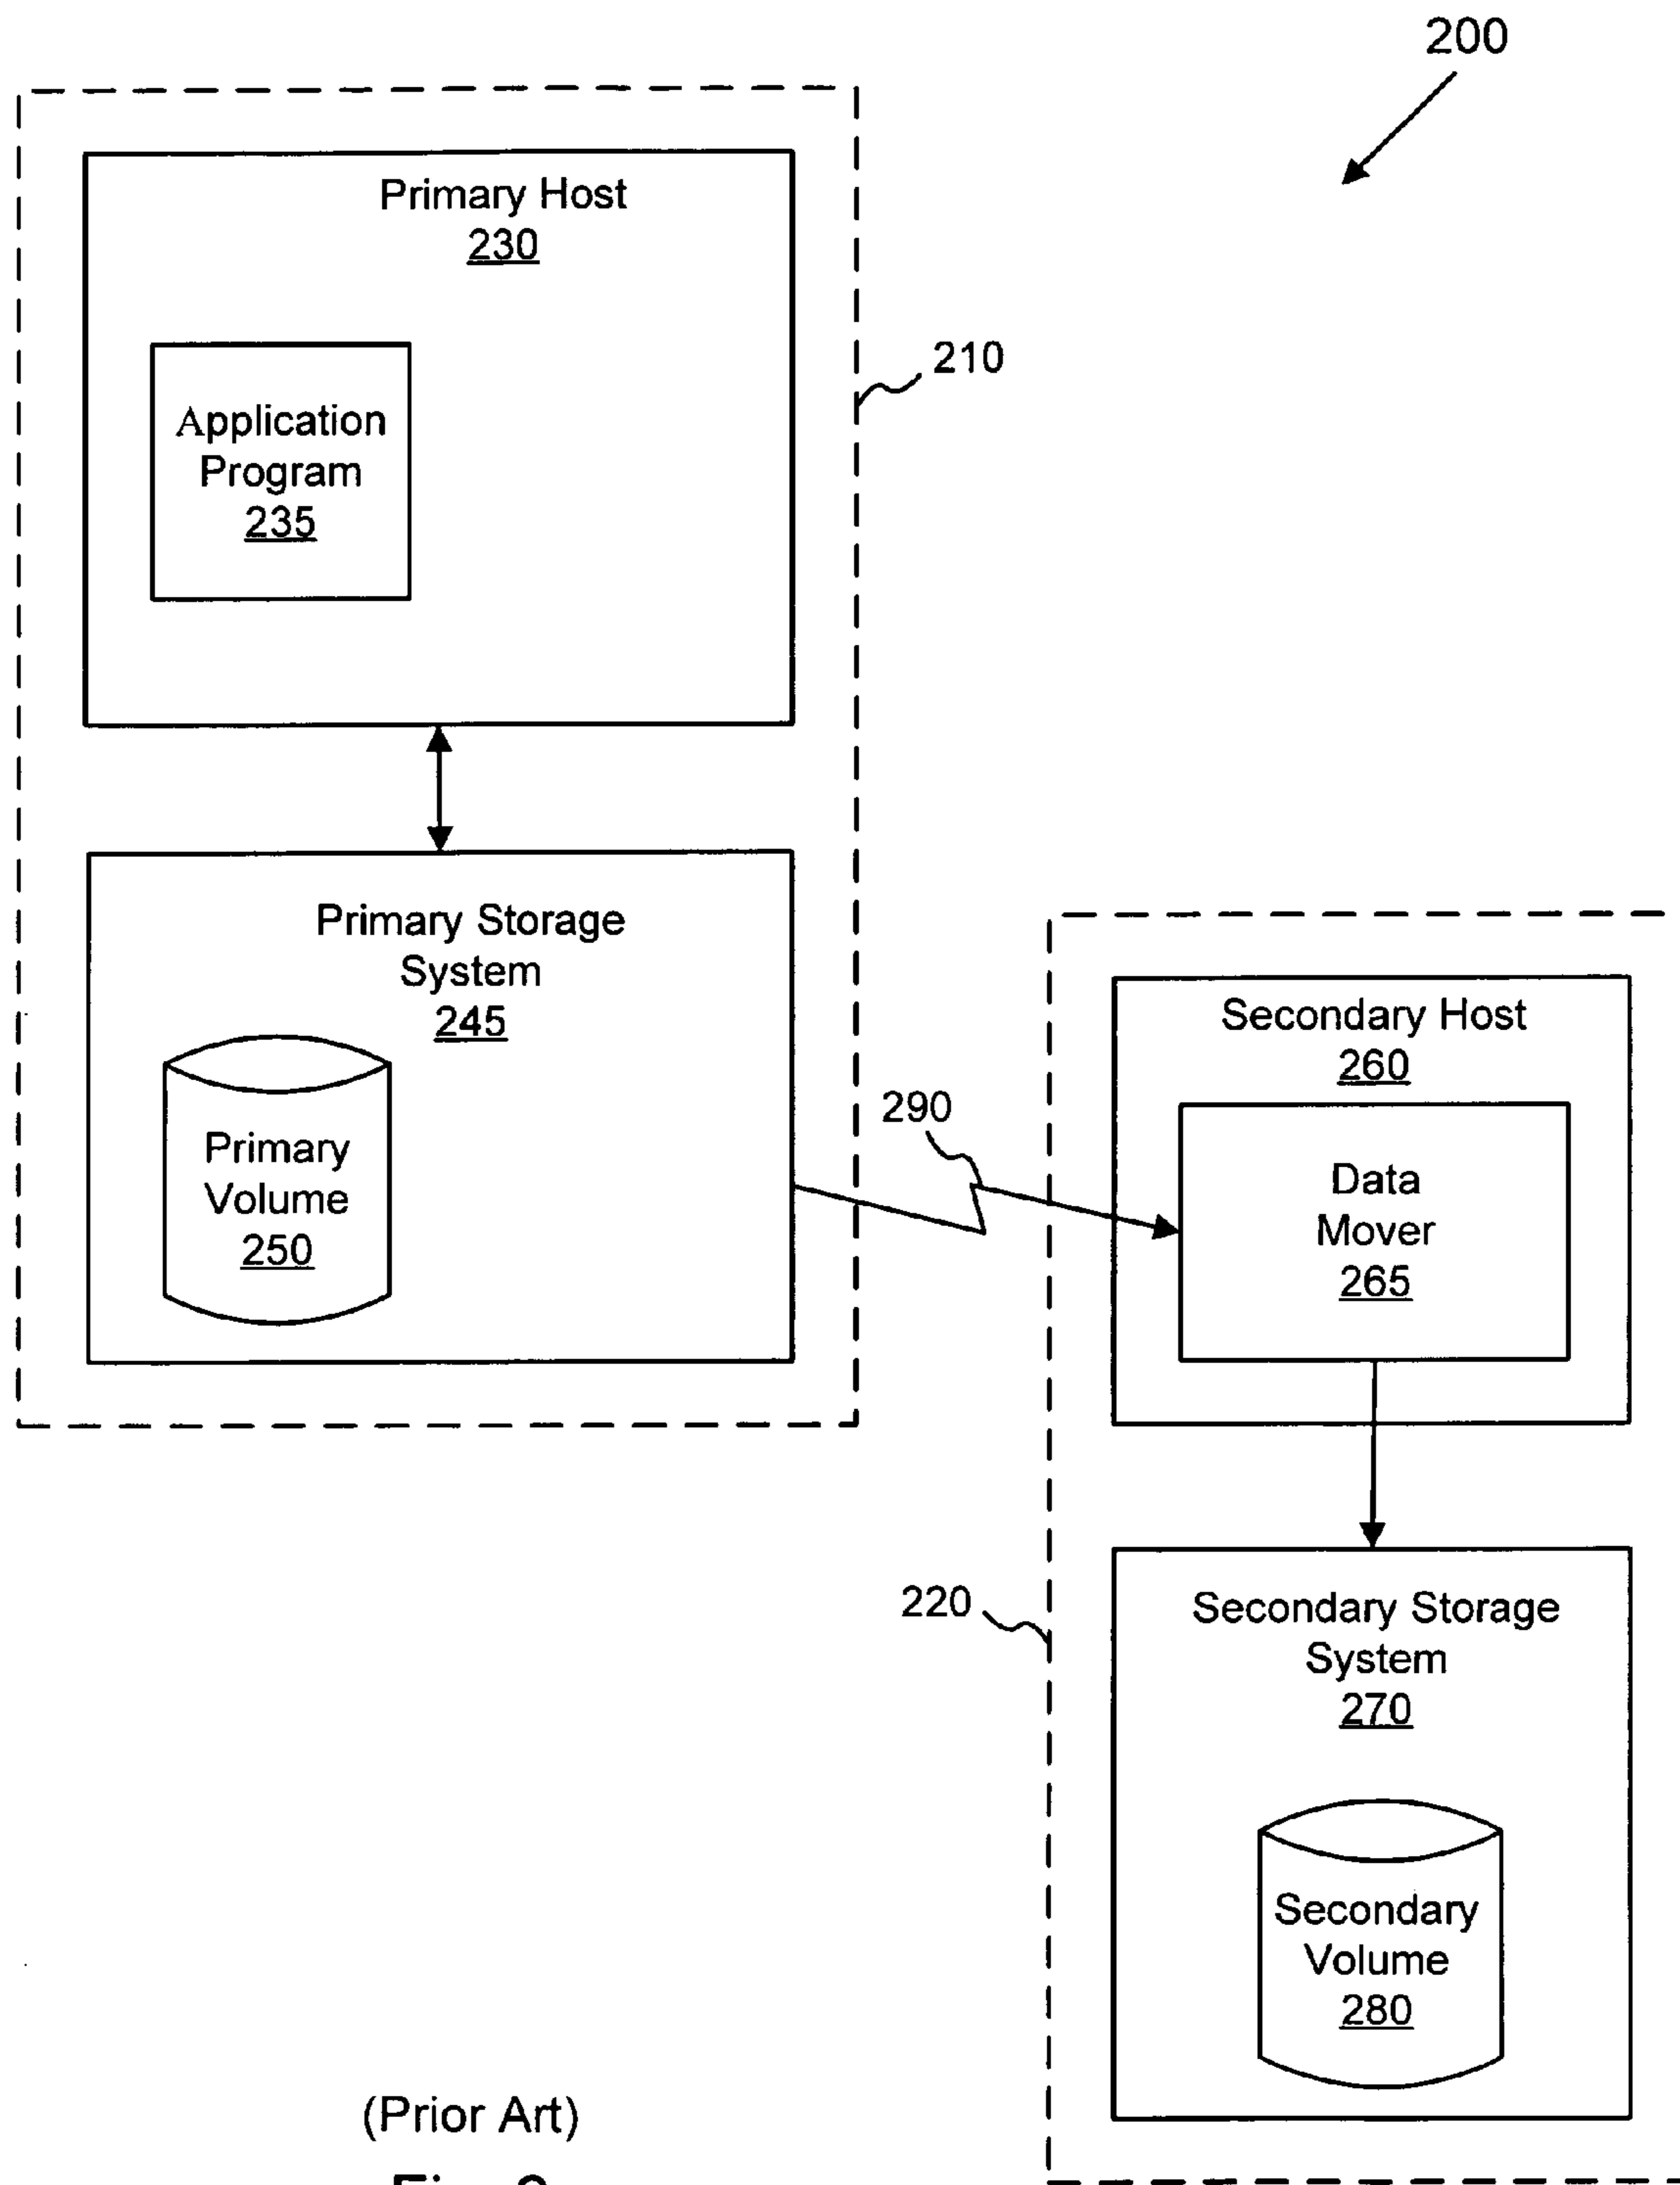 200
Primary Host
230
Application
Program
235
210
Primary Storage
System
245
Primary
Volume
250
290
Secondary Host
260
Data
Mover
265
220
Secondary Storage
System
270
Secondary
Volume
280
(Prior Art)